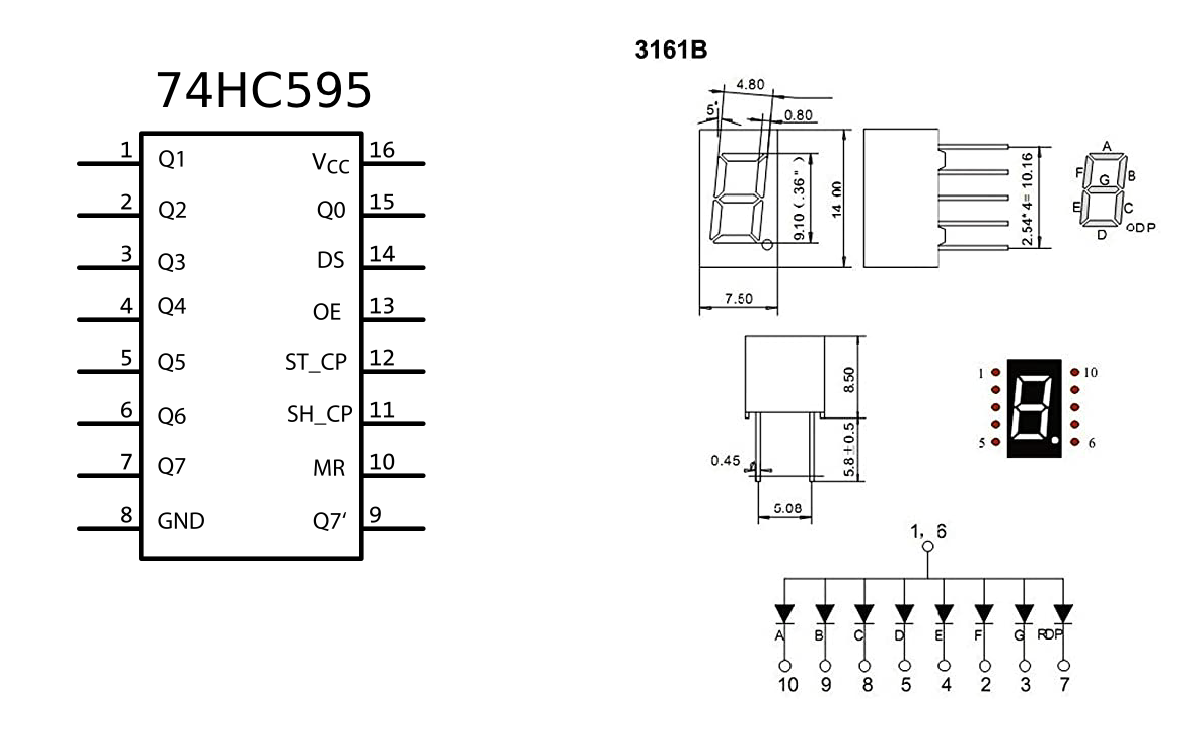 74HC595
1 Q1 VCC 16
2 Q2 Q0 15
3 Q3 DS 14
4 Q4 OE 13
5 Q5 ST_CP 12
6 Q6 SH_CP 11
7 Q7 MR 10
8 GND Q7‘ 9
3161B
4.80
5°
0.80
9.10 (.36")
14.00
7.50
2.54*4=10.16
A
F B
G
E C
D DP
8.50
5.8±0.5
0.45
5.08
1 10
5 6
1, 6
A B C D E F G DP
10 9 8 5 4 2 3 7